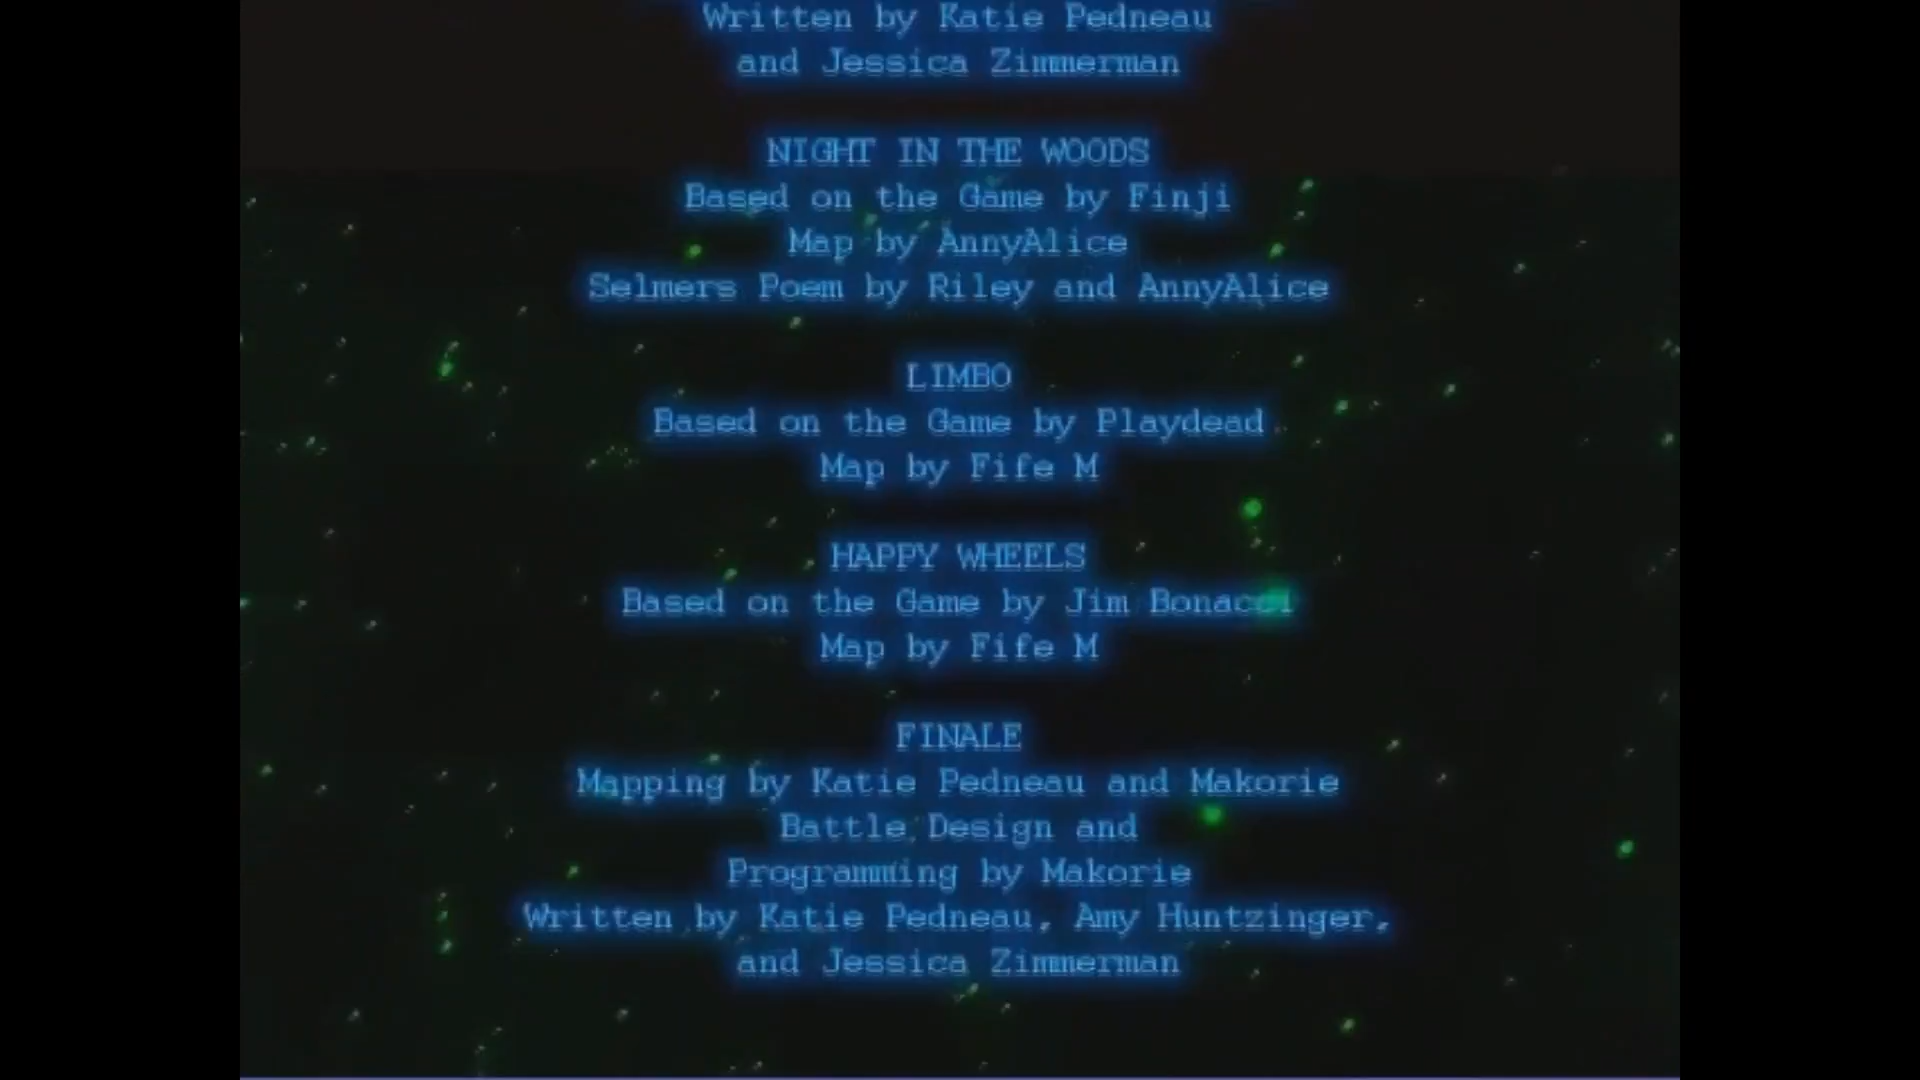 Written by Katie Pedneau
and Jessica Zimmerman
NIGHT IN THE WOODS
Based on the Game by Finji
Map by AnnyAlice
Selmers Poem by Riley and AnnyAlice
LIMBO
Based on the Game by Playdead
Map by Fife M
HAPPY WHEELS
Based on the Game by Jim Bonacci
Map by Fife M
FINALE
Mapping by Katie Pedneau and Makorie
Battle Design and
Programming by Makorie
Written by Katie Pedneau, Amy Huntzinger,
and Jessica Zimmerman